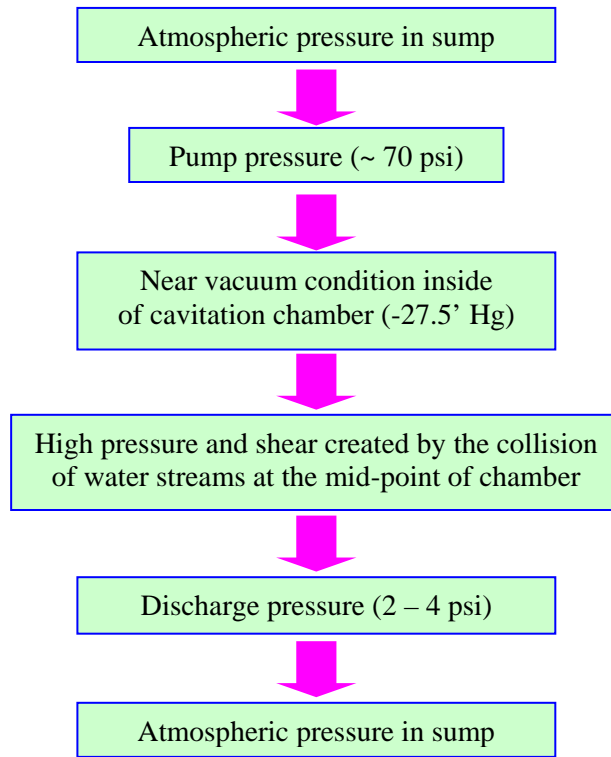 Atmospheric pressure in sump
Pump pressure (~ 70 psi)
Near vacuum condition inside
of cavitation chamber (-27.5’ Hg)
High pressure and shear created by the collision
of water streams at the mid-point of chamber
Discharge pressure (2 – 4 psi)
Atmospheric pressure in sump